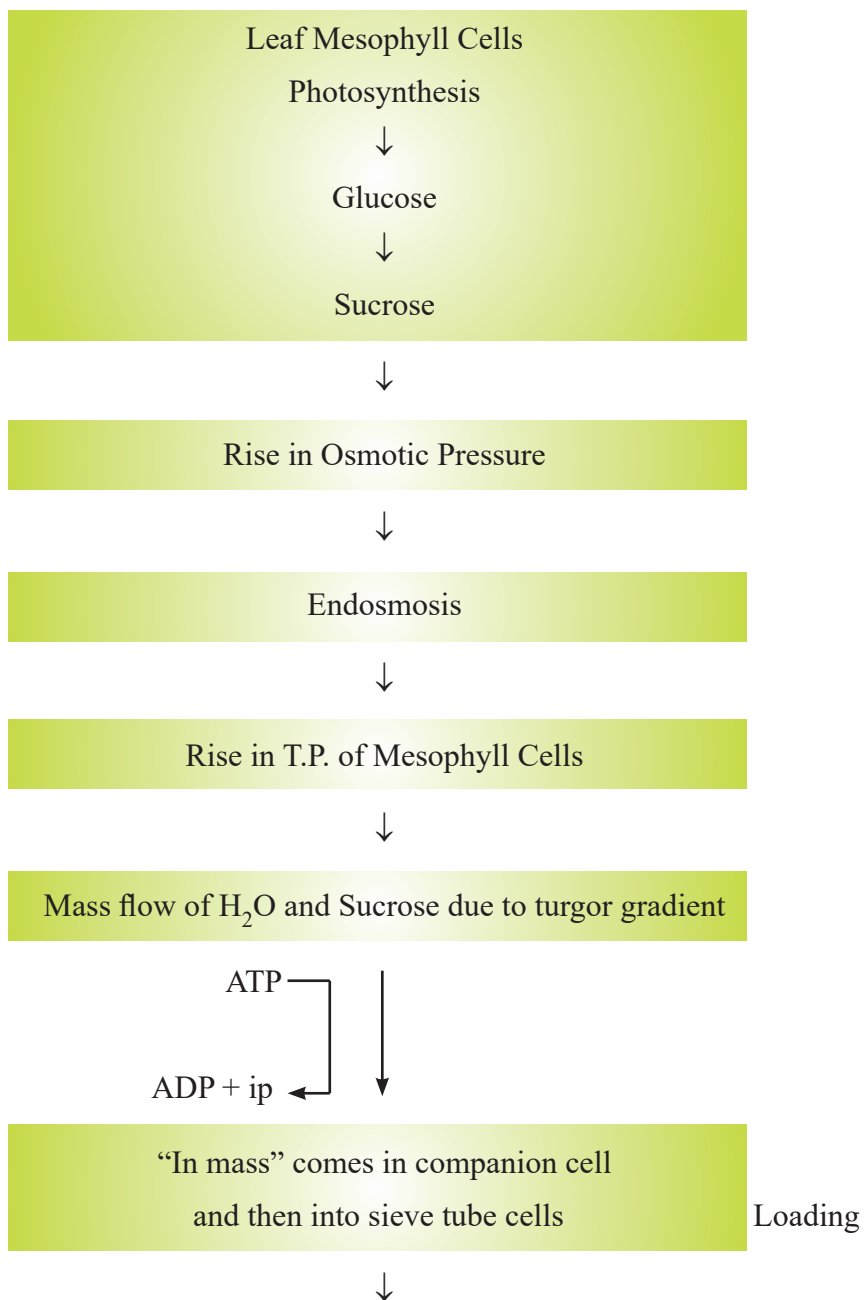 Leaf Mesophyll Cells
Photosynthesis
↓
Glucose
↓
Sucrose
↓
Rise in Osmotic Pressure
↓
Endosmosis
↓
Rise in T.P. of Mesophyll Cells
↓
Mass flow of H₂O and Sucrose due to turgor gradient
ATP
ADP + ip
“In mass” comes in companion cell
and then into sieve tube cells
Loading
↓